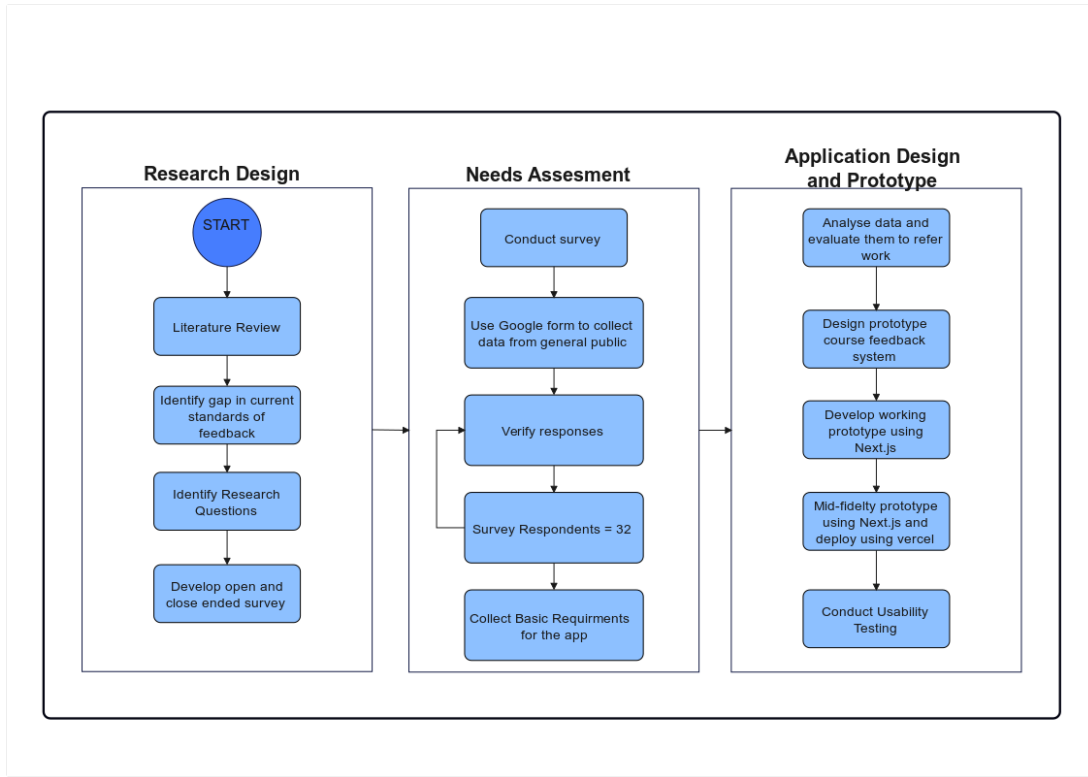 Research Design
START
Literature Review
Identify gap in current
standards of
feedback
Identify Research
Questions
Develop open and
close ended survey
Needs Assesment
Conduct survey
Use Google form to collect
data from general public
Verify responses
Survey Respondents = 32
Collect Basic Requirments
for the app
Application Design
and Prototype
Analyse data and
evaluate them to refer
work
Design prototype
course feedback
system
Develop working
prototype using
Next.js
Mid-fidelty prototype
using Next.js and
deploy using vercel
Conduct Usability
Testing